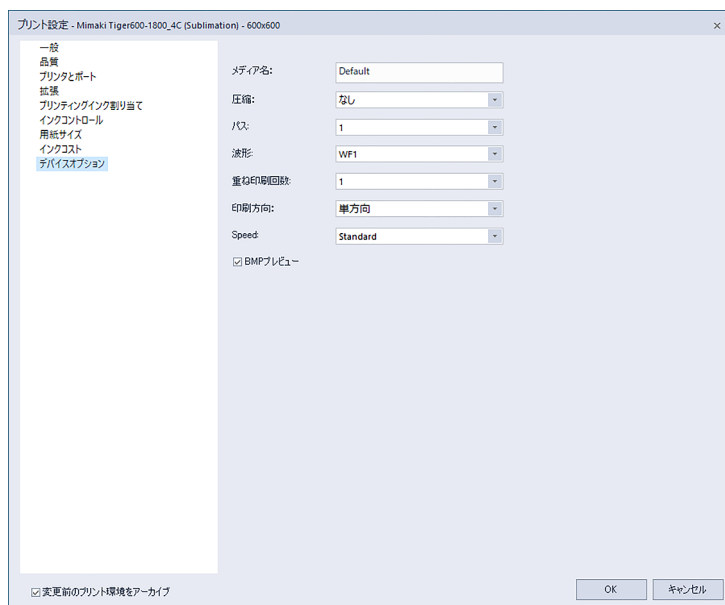 プリント設定 - Mimaki Tiger600-1800_4C (Sublimation) - 600x600
一般
品質
プリンタとポート
拡張
プリンティングインク割り当て
インクコントロール
用紙サイズ
インクコスト
デバイスオプション
メディア名: Default
圧縮: なし
パス: 1
波形: WF1
重ね印刷回数: 1
印刷方向: 単方向
Speed: Standard
BMPプレビュー
変更前のプリント環境をアーカイブ
OK キャンセル